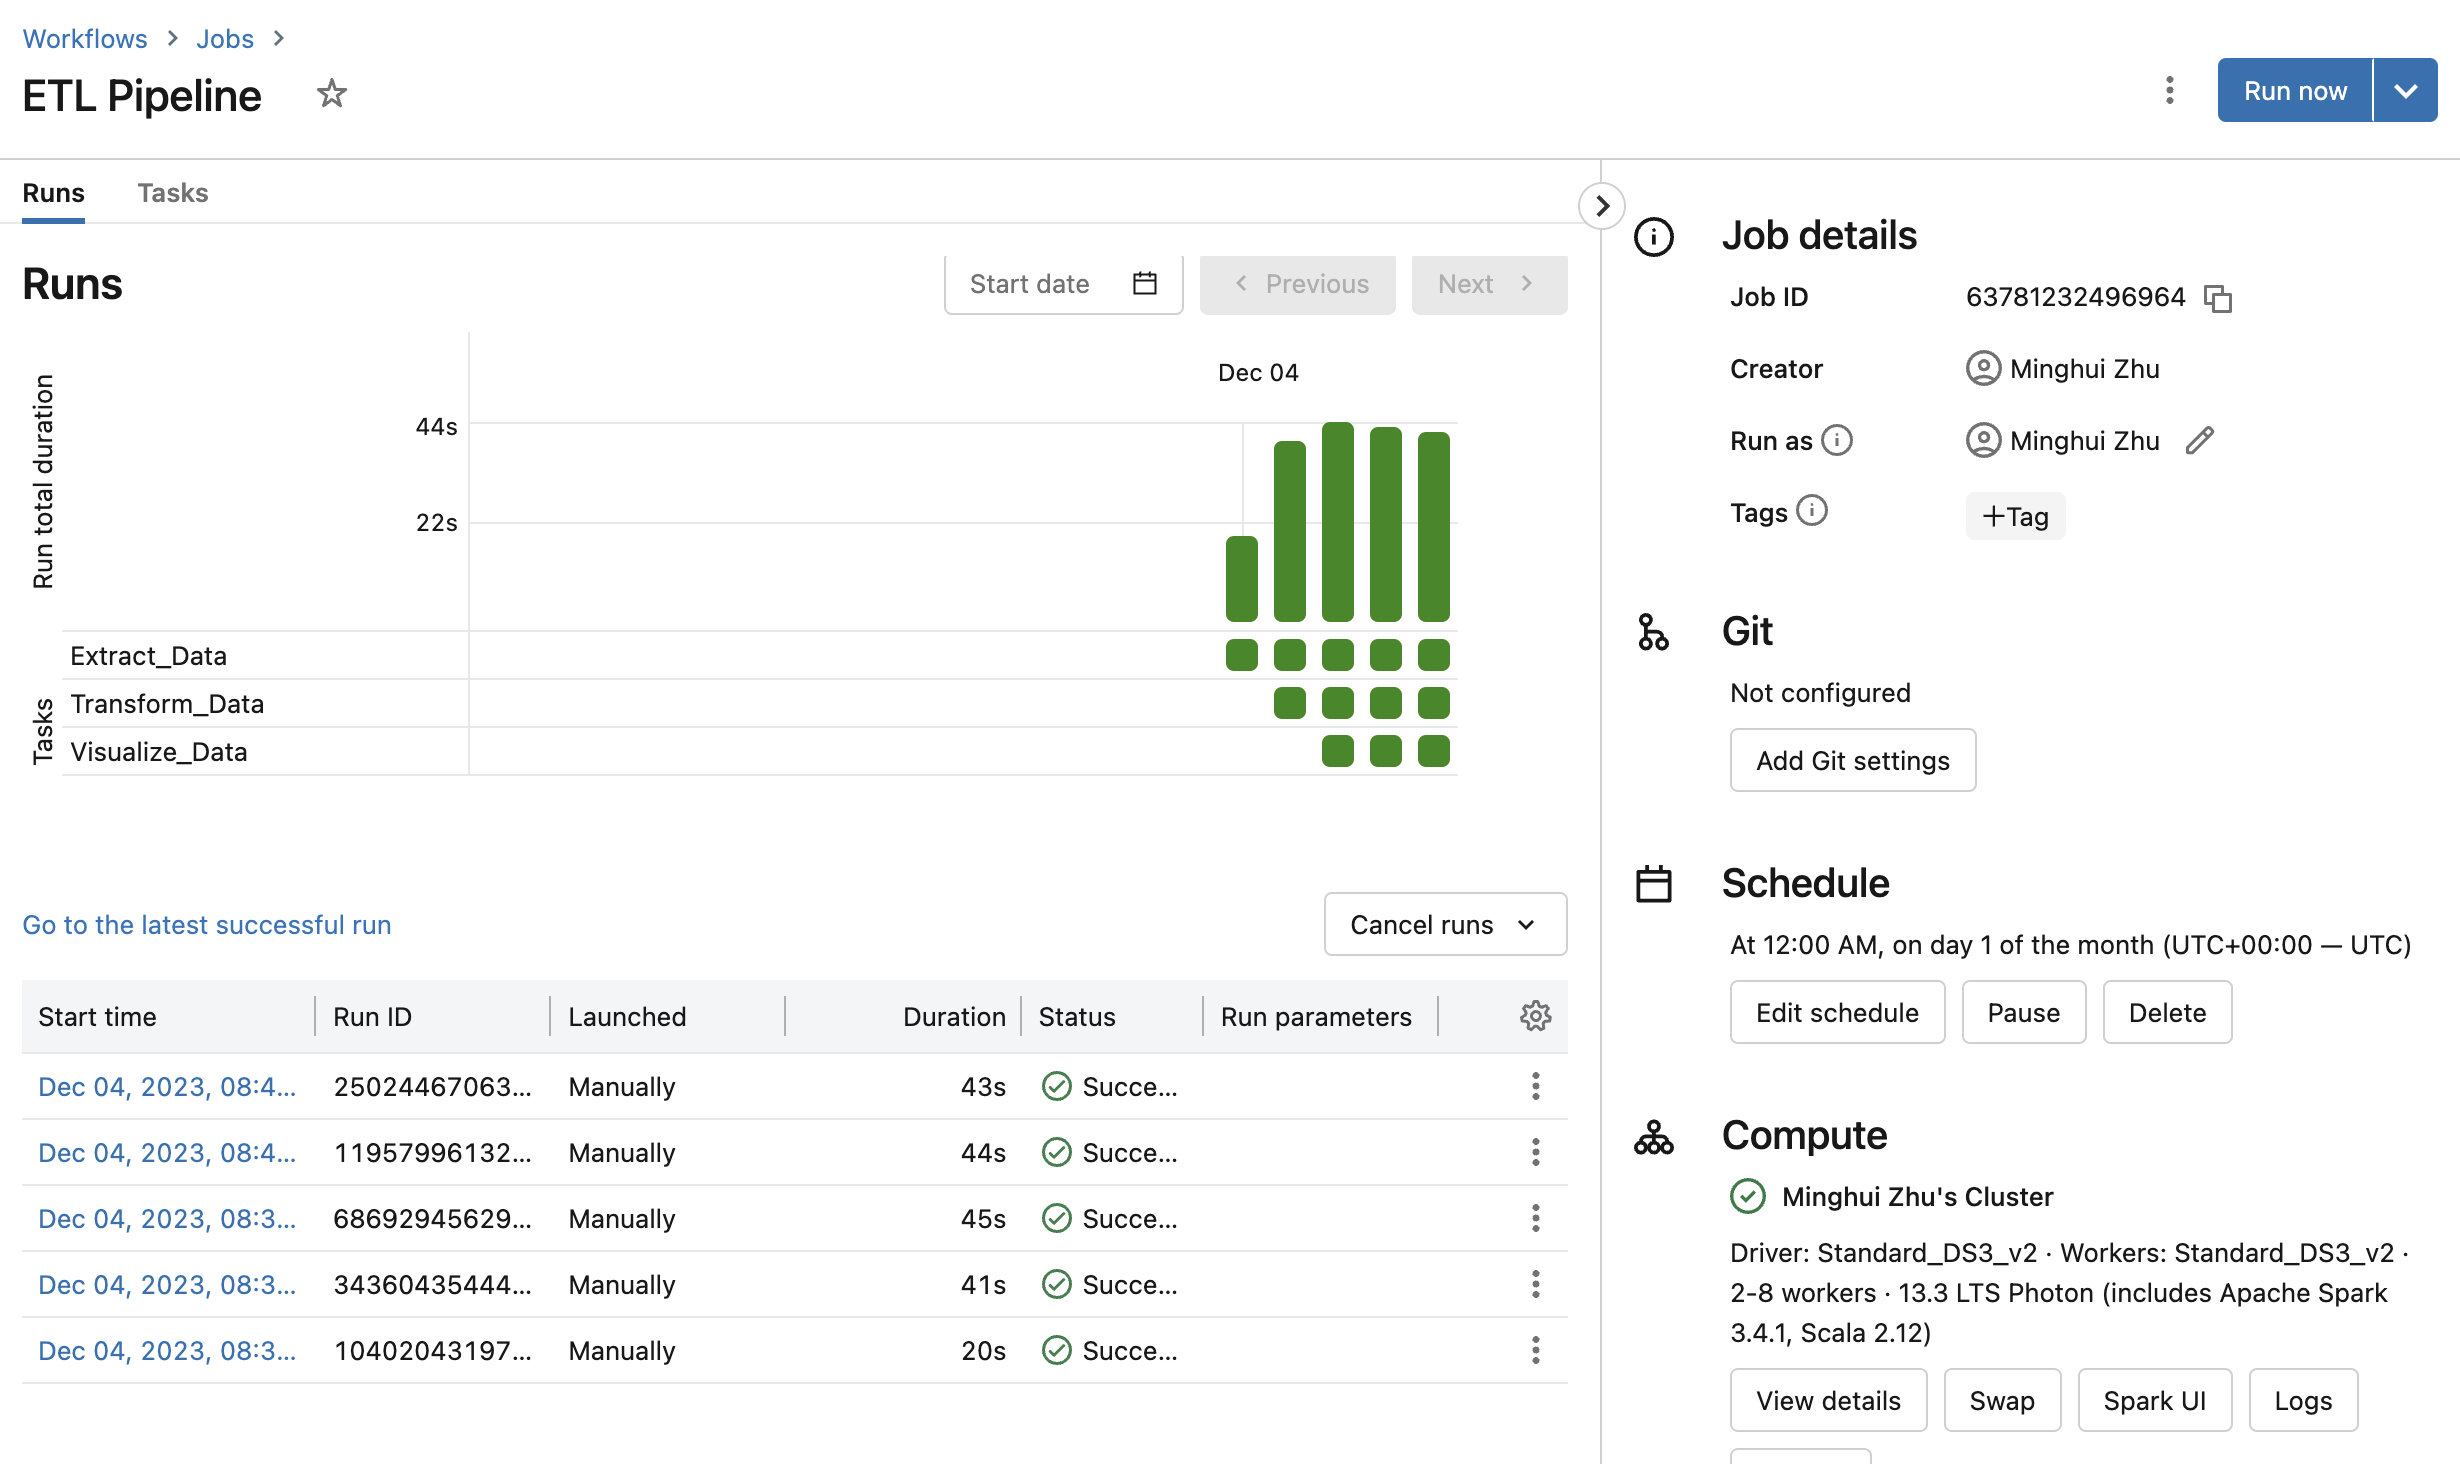 Workflows > Jobs >
ETL Pipeline
Run now
Runs Tasks
Runs
Start date
Previous
Next
Dec 04
Run total duration
44s
22s
Tasks
Extract_Data
Transform_Data
Visualize_Data
Go to the latest successful run
Cancel runs
Start time Run ID Launched Duration Status Run parameters
Dec 04, 2023, 08:4... 25024467063... Manually 43s Succe...
Dec 04, 2023, 08:4... 11957996132... Manually 44s Succe...
Dec 04, 2023, 08:3... 68692945629... Manually 45s Succe...
Dec 04, 2023, 08:3... 34360435444... Manually 41s Succe...
Dec 04, 2023, 08:3... 10402043197... Manually 20s Succe...
Job details
Job ID 63781232496964
Creator Minghui Zhu
Run as Minghui Zhu
Tags +Tag
Git
Not configured
Add Git settings
Schedule
At 12:00 AM, on day 1 of the month (UTC+00:00 — UTC)
Edit schedule Pause Delete
Compute
Minghui Zhu's Cluster
Driver: Standard_DS3_v2 · Workers: Standard_DS3_v2 ·
2-8 workers · 13.3 LTS Photon (includes Apache Spark
3.4.1, Scala 2.12)
View details Swap Spark UI Logs